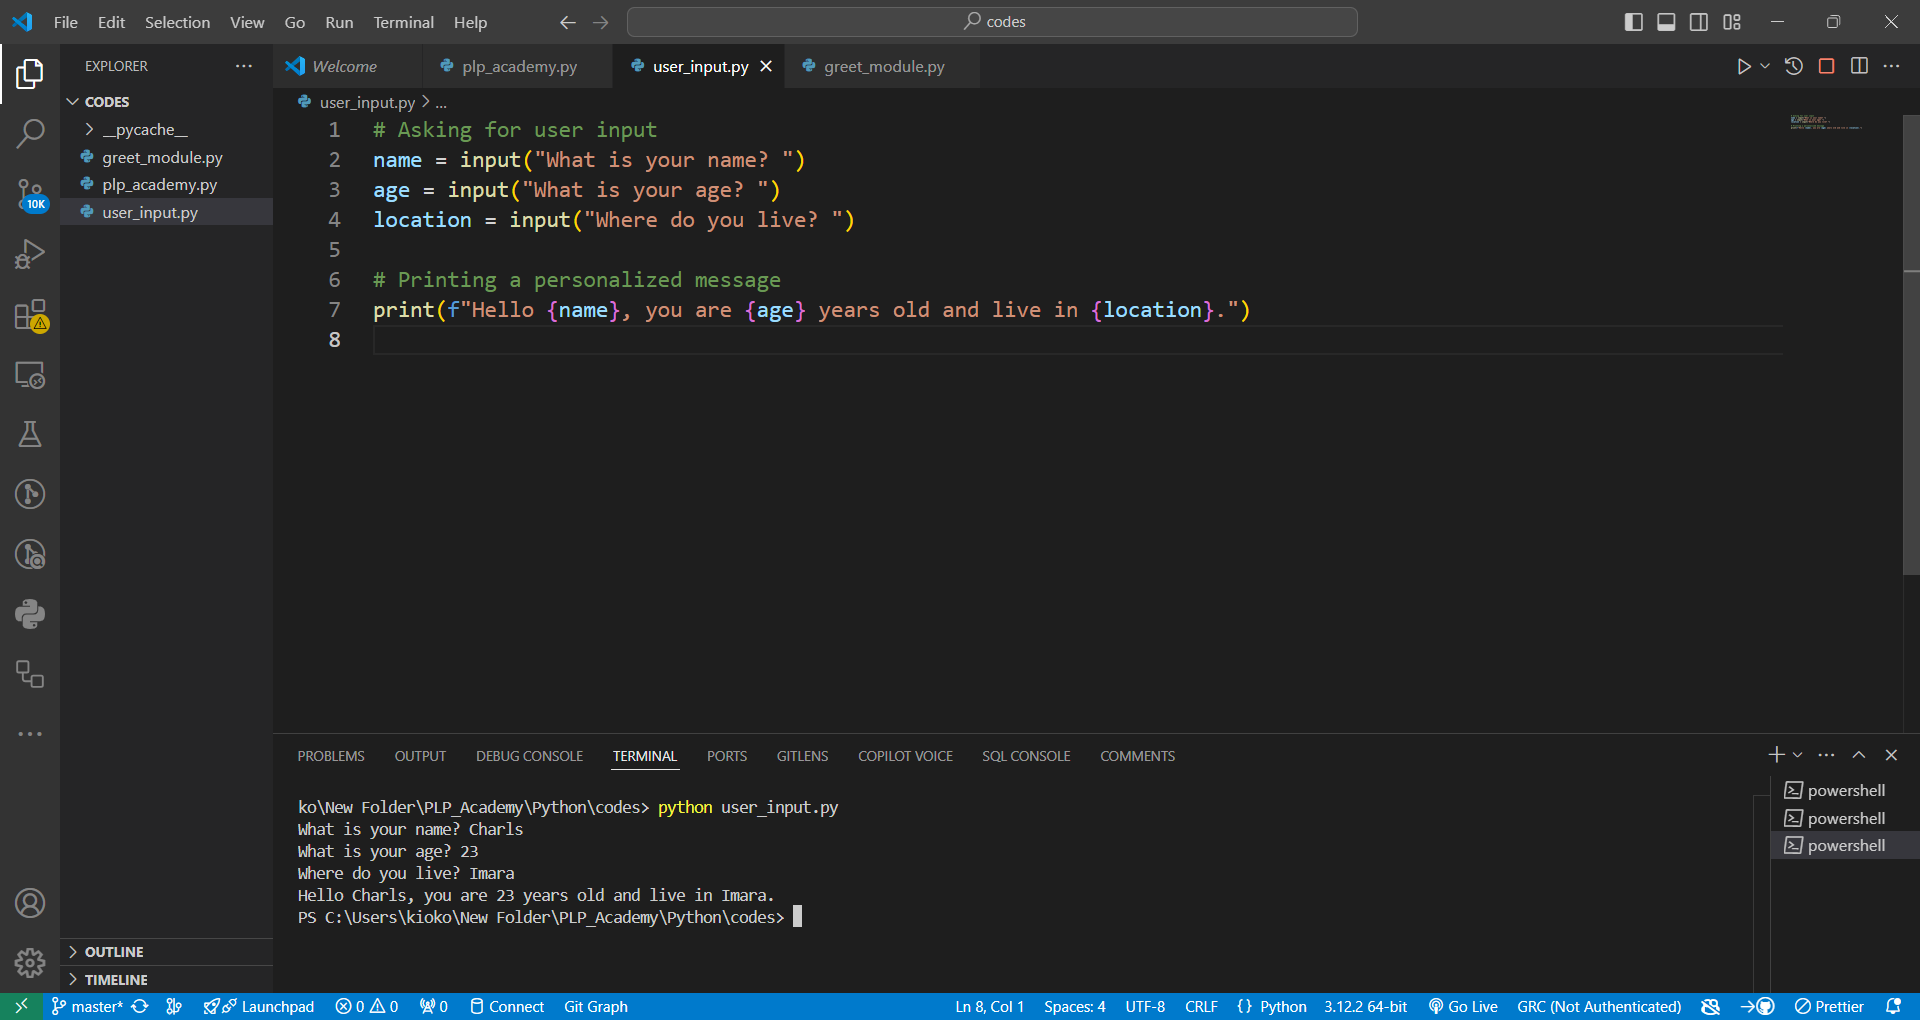 File Edit Selection View Go Run Terminal Help
codes
EXPLORER
CODES
__pycache__
greet_module.py
plp_academy.py
user_input.py
10K
OUTLINE
TIMELINE
Welcome plp_academy.py user_input.py greet_module.py
user_input.py > ...
1 # Asking for user input
2 name = input("What is your name? ")
3 age = input("What is your age? ")
4 location = input("Where do you live? ")
5
6 # Printing a personalized message
7 print(f"Hello {name}, you are {age} years old and live in {location}.")
8
PROBLEMS OUTPUT DEBUG CONSOLE TERMINAL PORTS GITLENS COPILOT VOICE SQL CONSOLE COMMENTS
ko\New Folder\PLP_Academy\Python\codes> python user_input.py
What is your name? Charls
What is your age? 23
Where do you live? Imara
Hello Charls, you are 23 years old and live in Imara.
PS C:\Users\kioko\New Folder\PLP_Academy\Python\codes>
powershell
powershell
powershell
master* Launchpad 0 0 0 Connect Git Graph Ln 8, Col 1 Spaces: 4 UTF-8 CRLF {} Python 3.12.2 64-bit Go Live GRC (Not Authenticated) Prettier